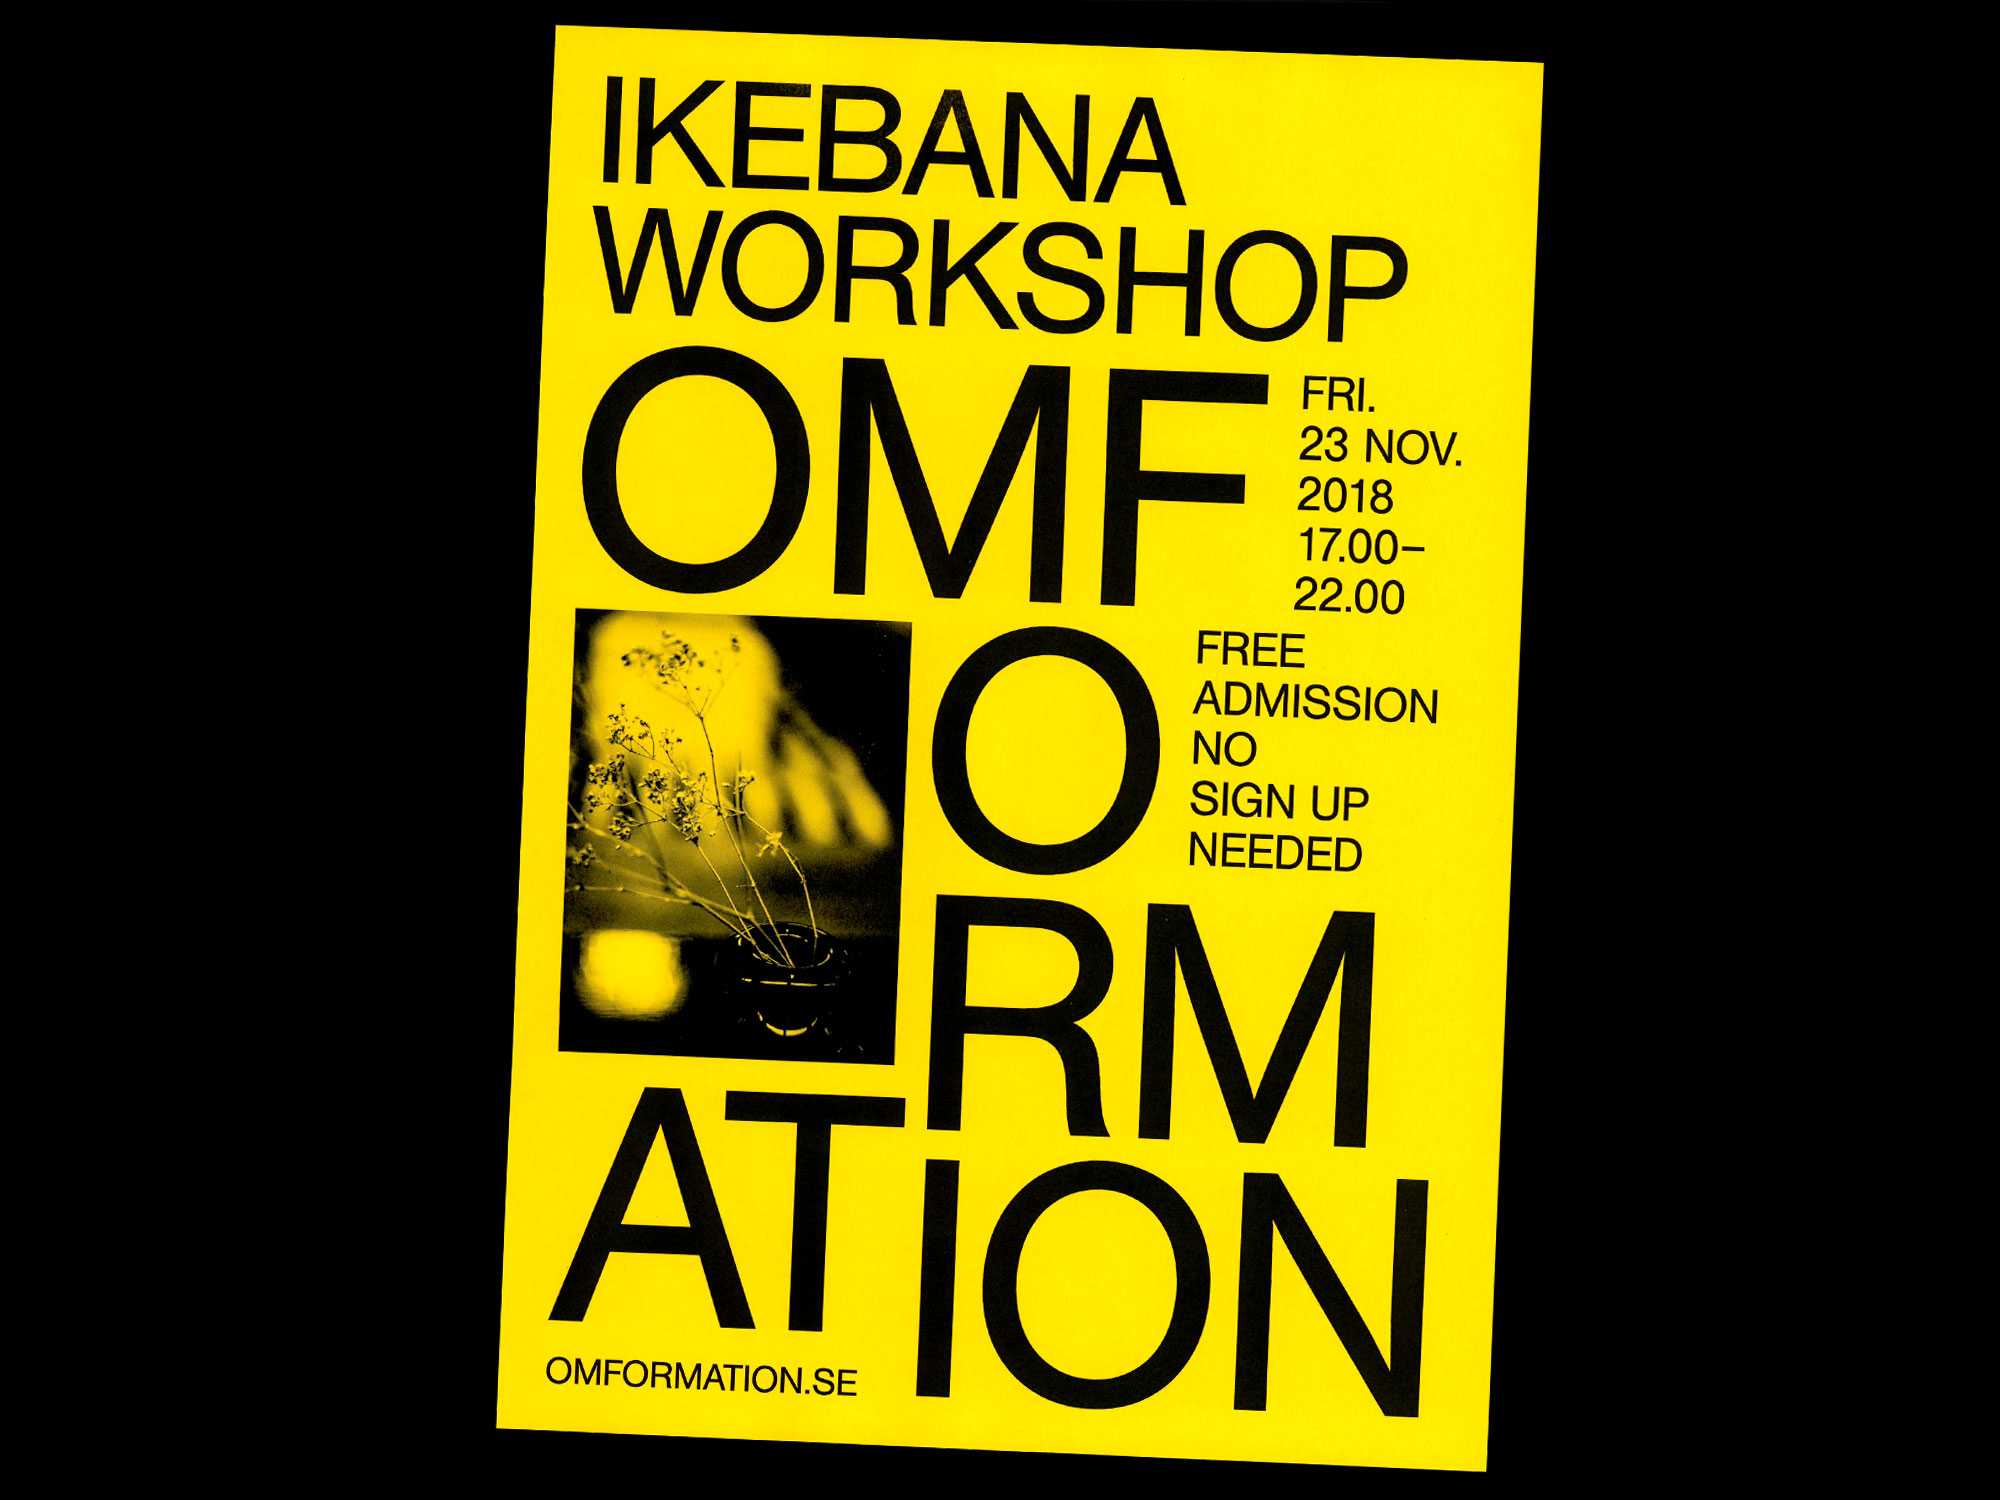 IKEBANA
WORKSHOP
OMF
FRI.
23 NOV.
2018
17.00–
22.00
O
FREE
ADMISSION
NO
SIGN UP
NEEDED
RM
AT
ION
OMFORMATION.SE